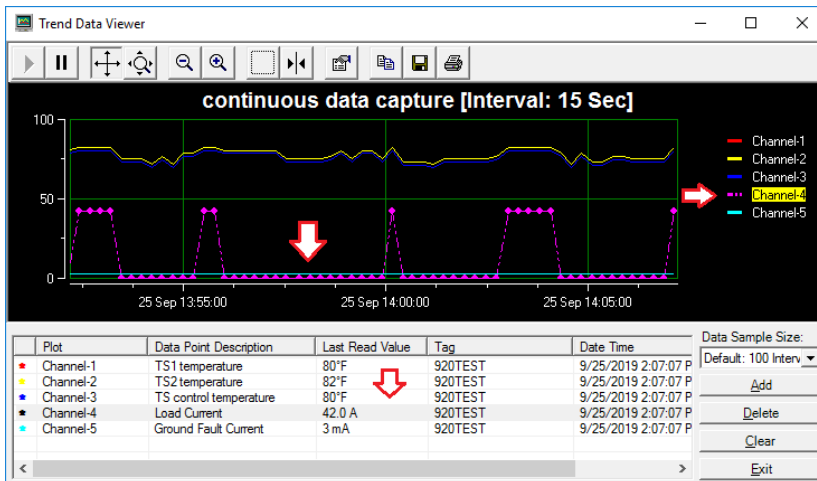 Trend Data Viewer
continuous data capture [Interval: 15 Sec]
100
50
0
25 Sep 13:55:00
25 Sep 14:00:00
25 Sep 14:05:00
Channel-1
Channel-2
Channel-3
Channel-4
Channel-5
Plot Data Point Description Last Read Value Tag Date Time
Channel-1 TS1 temperature 80°F 920TEST 9/25/2019 2:07:07 P
Channel-2 TS2 temperature 82°F 920TEST 9/25/2019 2:07:07 P
Channel-3 TS control temperature 80°F 920TEST 9/25/2019 2:07:07 P
Channel-4 Load Current 42.0 A 920TEST 9/25/2019 2:07:07 P
Channel-5 Ground Fault Current 3 mA 920TEST 9/25/2019 2:07:07 P
Data Sample Size:
Default: 100 Interv
Add
Delete
Clear
Exit